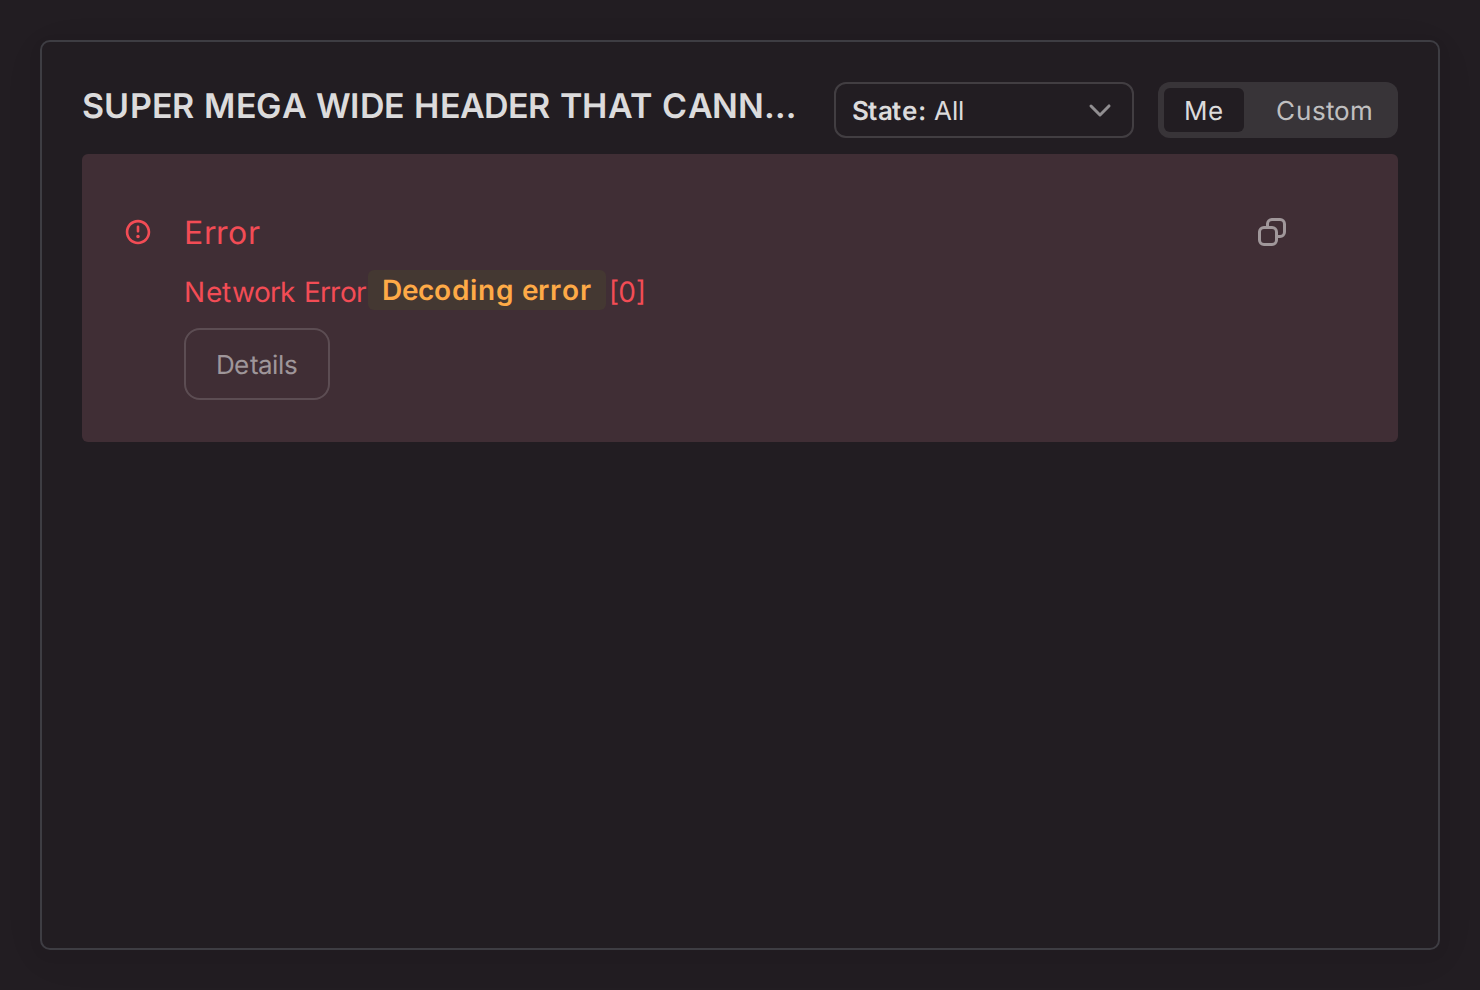 SUPER MEGA WIDE HEADER THAT CANN...
State: All
Me
Custom
Error
Network Error Decoding error [0]
Details